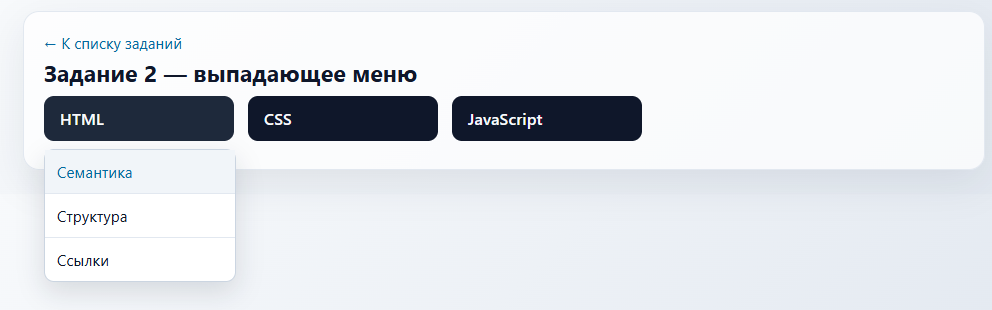 ← К списку заданий
Задание 2 — выпадающее меню
HTML CSS JavaScript
Семантика
Структура
Ссылки